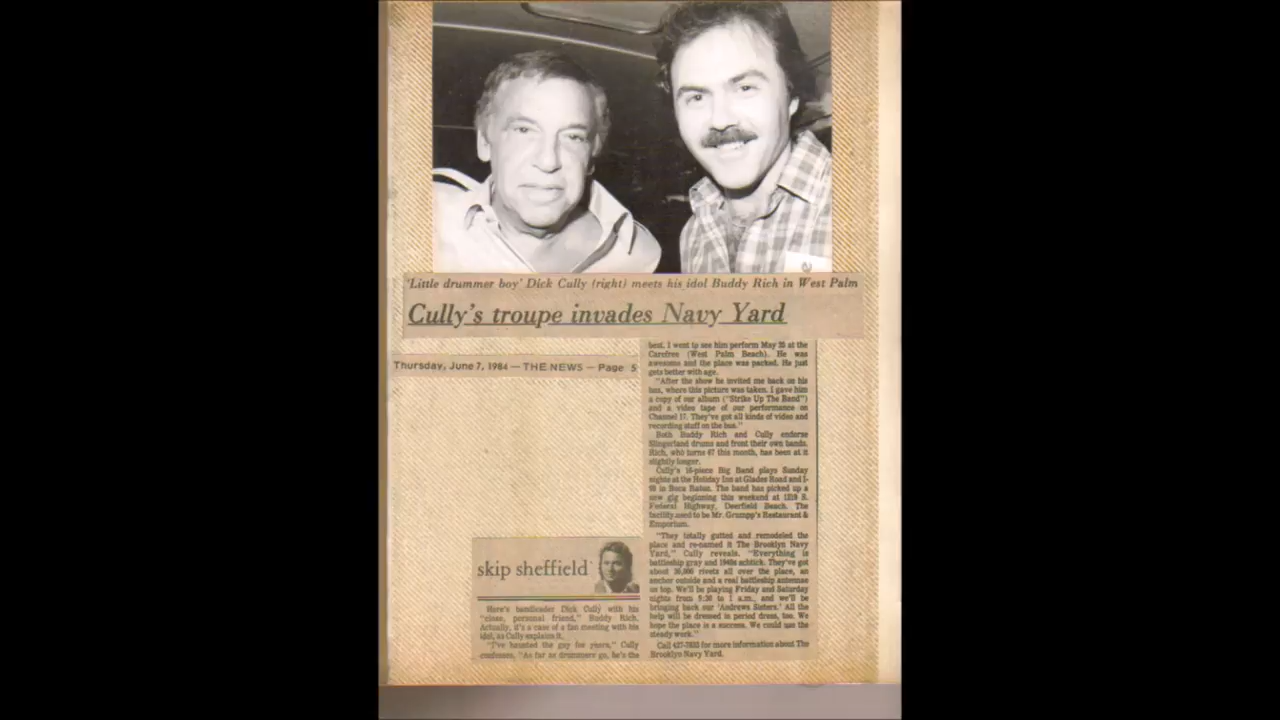 'Little drummer boy' Dick Cully (right) meets his idol Buddy Rich in West Palm
Cully's troupe invades Navy Yard
Thursday, June 7, 1984 — THE NEWS — Page 5
skip sheffield
Here's bandleader Dick Cully with his
"close, personal friend," Buddy Rich.
Actually, it's a case of a fan meeting with his
idol, as Cully explains it.
"I've haunted the guy for years," Cully
confesses. "As far as drummers go, he's the
best. I went to see him perform May 25 at the
Carefree (West Palm Beach). He was
awesome and the place was packed. He just
gets better with age.
"After the show he invited me back on his
bus, where this picture was taken. I gave him
a copy of our album ("Strike Up The Band")
and a video tape of our performance on
Channel 17. They've got all kinds of video and
recording stuff on the bus."
Both Buddy Rich and Cully endorse
Slingerland drums and front their own bands.
Rich, who turns 67 this month, has been at it
slightly longer.
Cully's 16-piece Big Band plays Sunday
nights at the Holiday Inn at Glades Road and I-
95 in Boca Raton. The band has picked up a
new gig beginning this weekend at S.
Federal Highway, Deerfield Beach. The
facility used to be Mr. Grumpp's Restaurant &
Emporium.
"They totally gutted and remodeled the
place and re-named it The Brooklyn Navy
Yard," Cully reveals. "Everything is
battleship gray and 1940s schtick. They've got
about 30,000 rivets all over the place, an
anchor outside and a real battleship antennae
on top. We'll be playing Friday and Saturday
nights from 8:30 to 1 a.m., and we'll be
bringing back our 'Andrews Sisters.' All the
help will be dressed in period dress, too. We
hope the place is a success. We could use the
steady work."
Call for more information about The
Brooklyn Navy Yard.